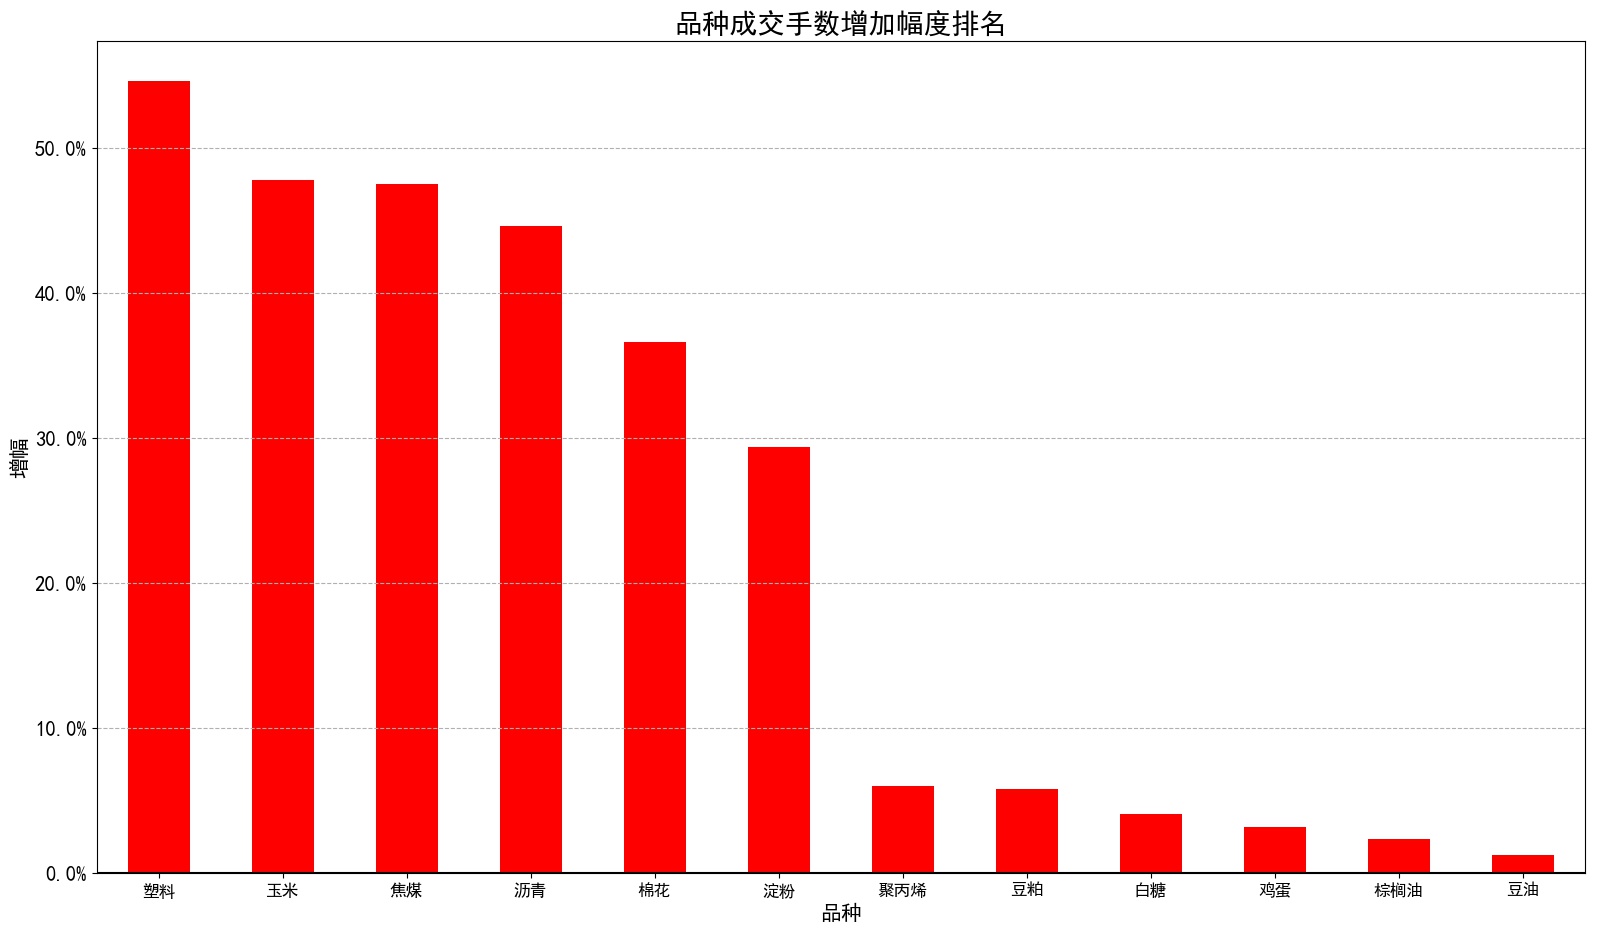 品种成交手数增加幅度排名
增幅
50.0%
40.0%
30.0%
20.0%
10.0%
0.0%
塑料 玉米 焦煤 沥青 棉花 淀粉 聚丙烯 豆粕 白糖 鸡蛋 棕榈油 豆油
品种